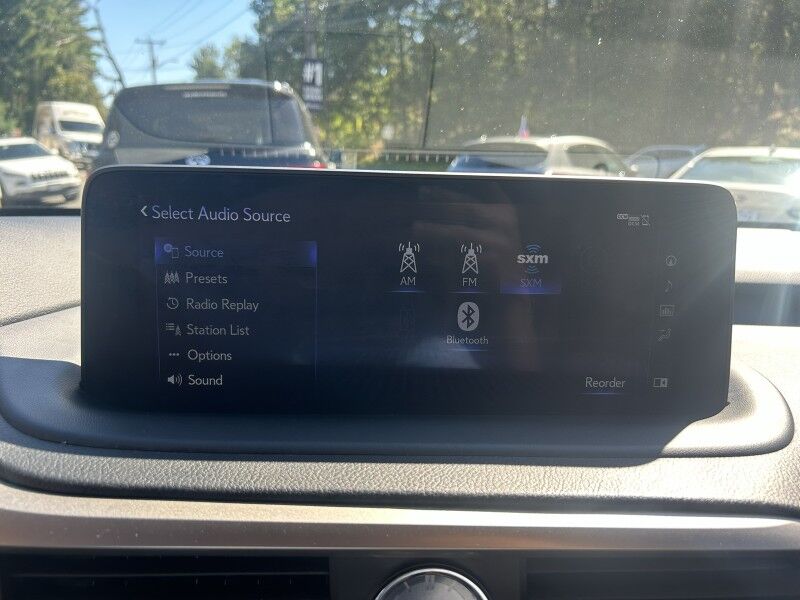 Select Audio Source
Source
Presets
Radio Replay
Station List
Options
Sound
AM
FM
sxm
SXM
Bluetooth
Reorder
#1